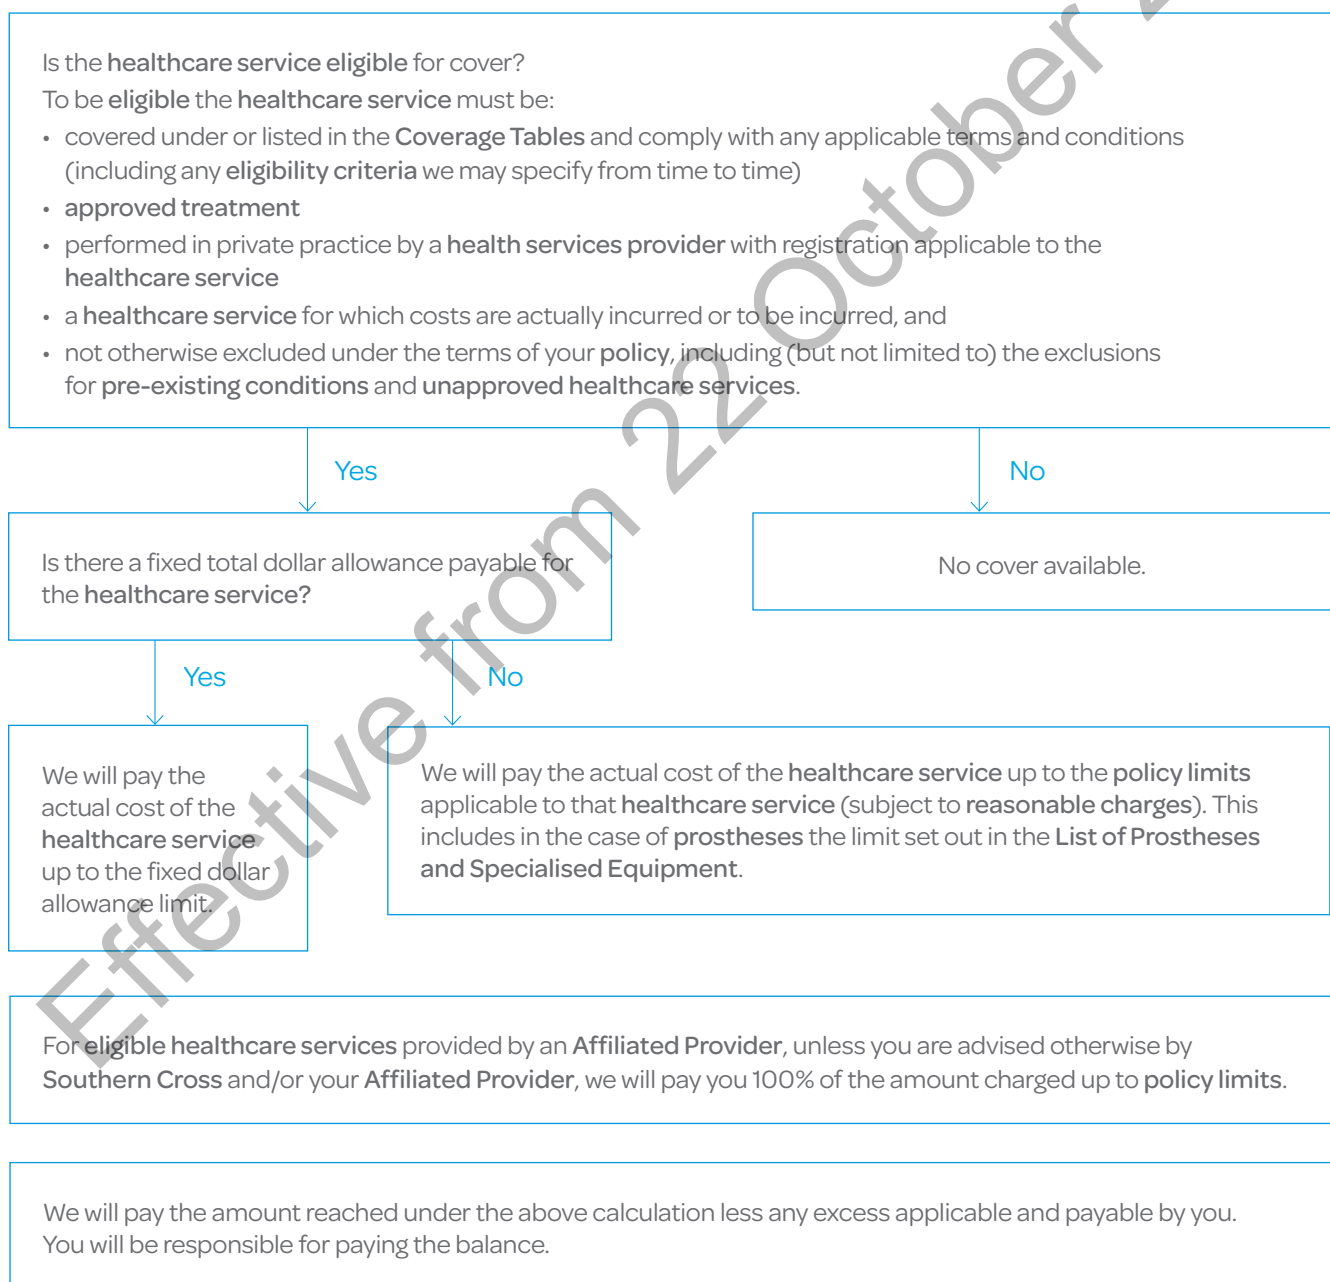 Is the healthcare service eligible for cover?
To be eligible the healthcare service must be:
• covered under or listed in the Coverage Tables and comply with any applicable terms and conditions
(including any eligibility criteria we may specify from time to time)
• approved treatment
• performed in private practice by a health services provider with registration applicable to the
healthcare service
• a healthcare service for which costs are actually incurred or to be incurred, and
• not otherwise excluded under the terms of your policy, including (but not limited to) the exclusions
for pre-existing conditions and unapproved healthcare services.
Yes
No
Is there a fixed total dollar allowance payable for
the healthcare service?
No cover available.
Yes
No
We will pay the
actual cost of the
healthcare service
up to the fixed dollar
allowance limit.
We will pay the actual cost of the healthcare service up to the policy limits
applicable to that healthcare service (subject to reasonable charges). This
includes in the case of prostheses the limit set out in the List of Prostheses
and Specialised Equipment.
For eligible healthcare services provided by an Affiliated Provider, unless you are advised otherwise by
Southern Cross and/or your Affiliated Provider, we will pay you 100% of the amount charged up to policy limits.
We will pay the amount reached under the above calculation less any excess applicable and payable by you.
You will be responsible for paying the balance.
Effective from 22 October